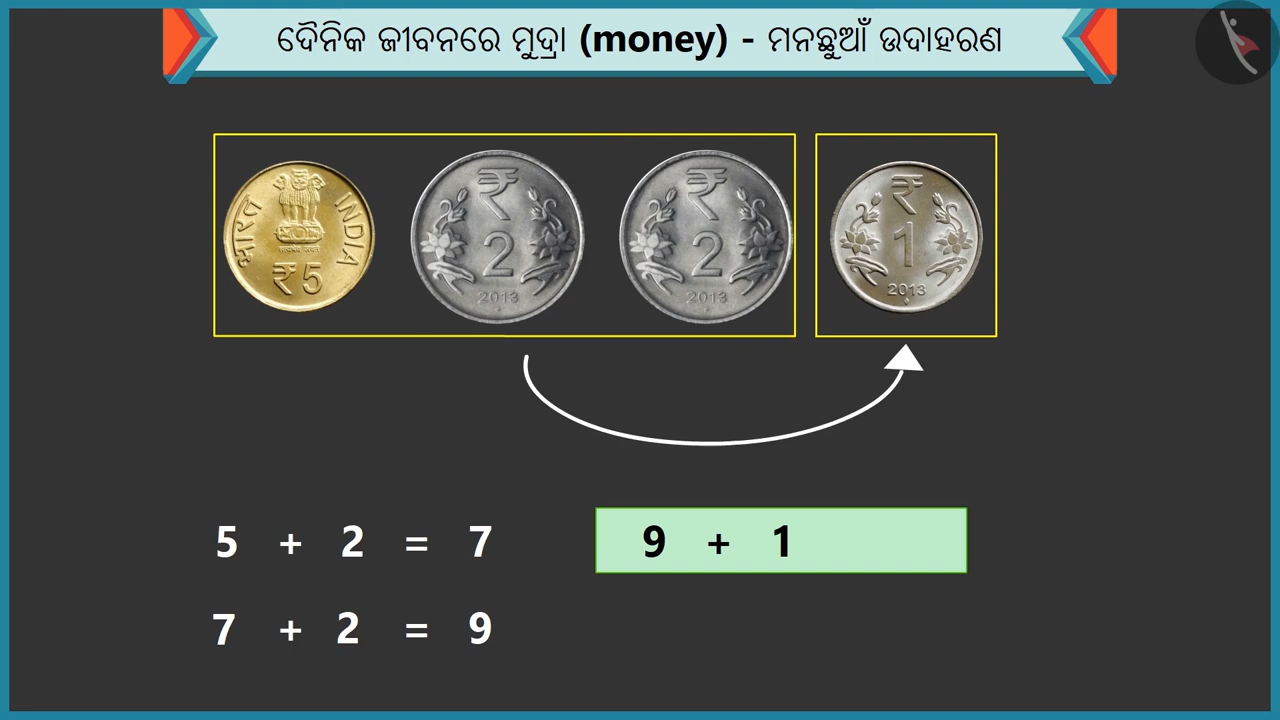 ଦୈନିକ ଜୀବନରେ ମୁଦ୍ରା (money) - ମନଛୁଆଁ ଉଦାହରଣ
भारत INDIA
₹ 5
₹
2
2013
₹
2
2013
₹
1
2013
5 + 2 = 7
9 + 1
7 + 2 = 9